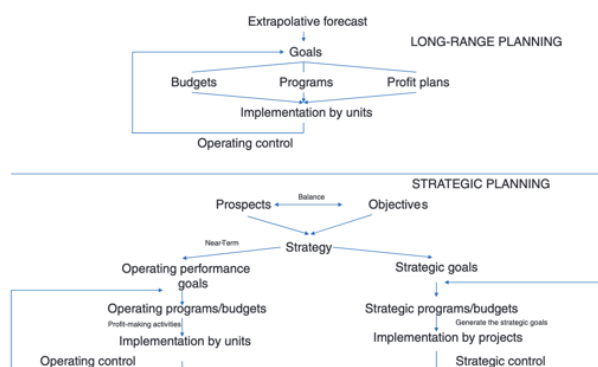 Extrapolative forecast
LONG-RANGE PLANNING
Goals
Budgets Programs Profit plans
Implementation by units
Operating control
STRATEGIC PLANNING
Prospects Balance Objectives
Near-Term Strategy
Operating performance
goals
Strategic goals
Operating programs/budgets Strategic programs/budgets
Profit-making activities Generate the strategic goals
Implementation by units Implementation by projects
Operating control Strategic control